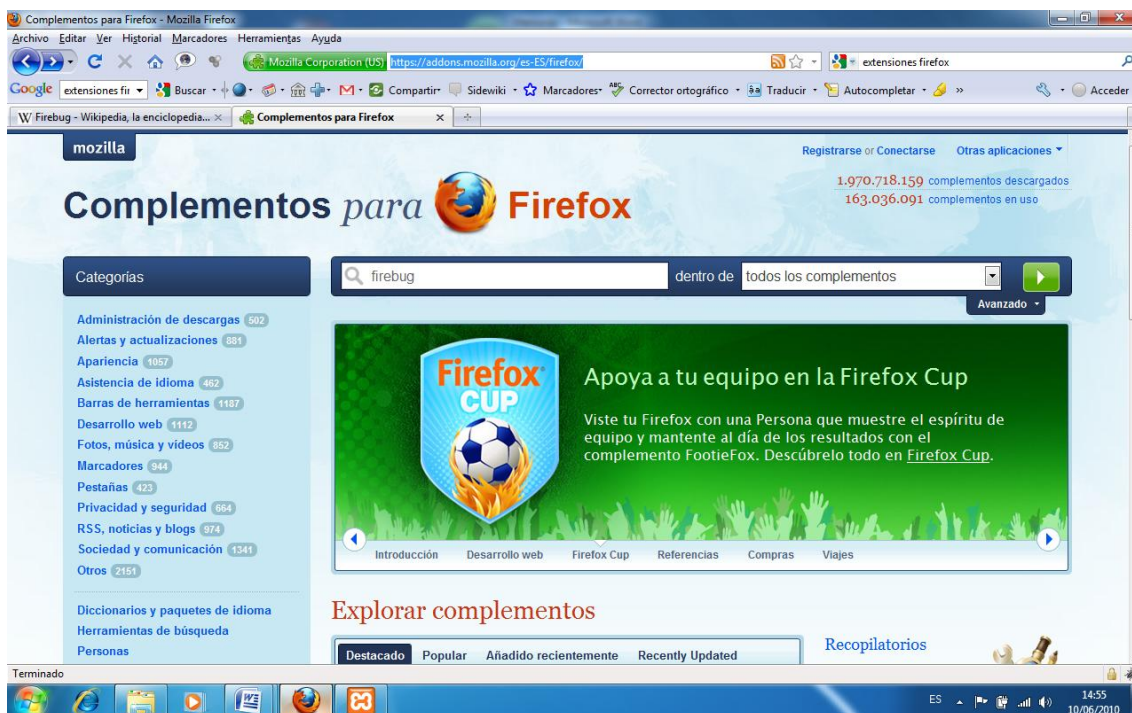 Complementos para Firefox - Mozilla Firefox
Archivo Editar Ver Historial Marcadores Herramientas Ayuda
Mozilla Corporation (US) https://addons.mozilla.org/es-ES/firefox/ extensiones firefox
Google extensiones fir Buscar Compartir Sidewiki Marcadores Corrector ortográfico Traducir Autocompletar » Acceder
Firebug - Wikipedia, la enciclopedia... Complementos para Firefox
mozilla
Registrarse or Conectarse Otras aplicaciones
1.970.718.159 complementos descargados
163.036.091 complementos en uso
Complementos para Firefox
Categorías
firebug dentro de todos los complementos
Avanzado
Administración de descargas 502
Alertas y actualizaciones 881
Apariencia 1057
Asistencia de idioma 462
Barras de herramientas 1187
Desarrollo web 1112
Fotos, música y vídeos 852
Marcadores 944
Pestañas 423
Privacidad y seguridad 664
RSS, noticias y blogs 974
Sociedad y comunicación 1341
Otros 2151
Diccionarios y paquetes de idioma
Herramientas de búsqueda
Personas
Firefox
CUP
Apoya a tu equipo en la Firefox Cup
Viste tu Firefox con una Persona que muestre el espíritu de
equipo y mantente al día de los resultados con el
complemento FootieFox. Descúbrelo todo en Firefox Cup.
Introducción Desarrollo web Firefox Cup Referencias Compras Viajes
Explorar complementos
Destacado Popular Añadido recientemente Recently Updated
Recopilatorios
Terminado
ES 14:55
10/06/2010